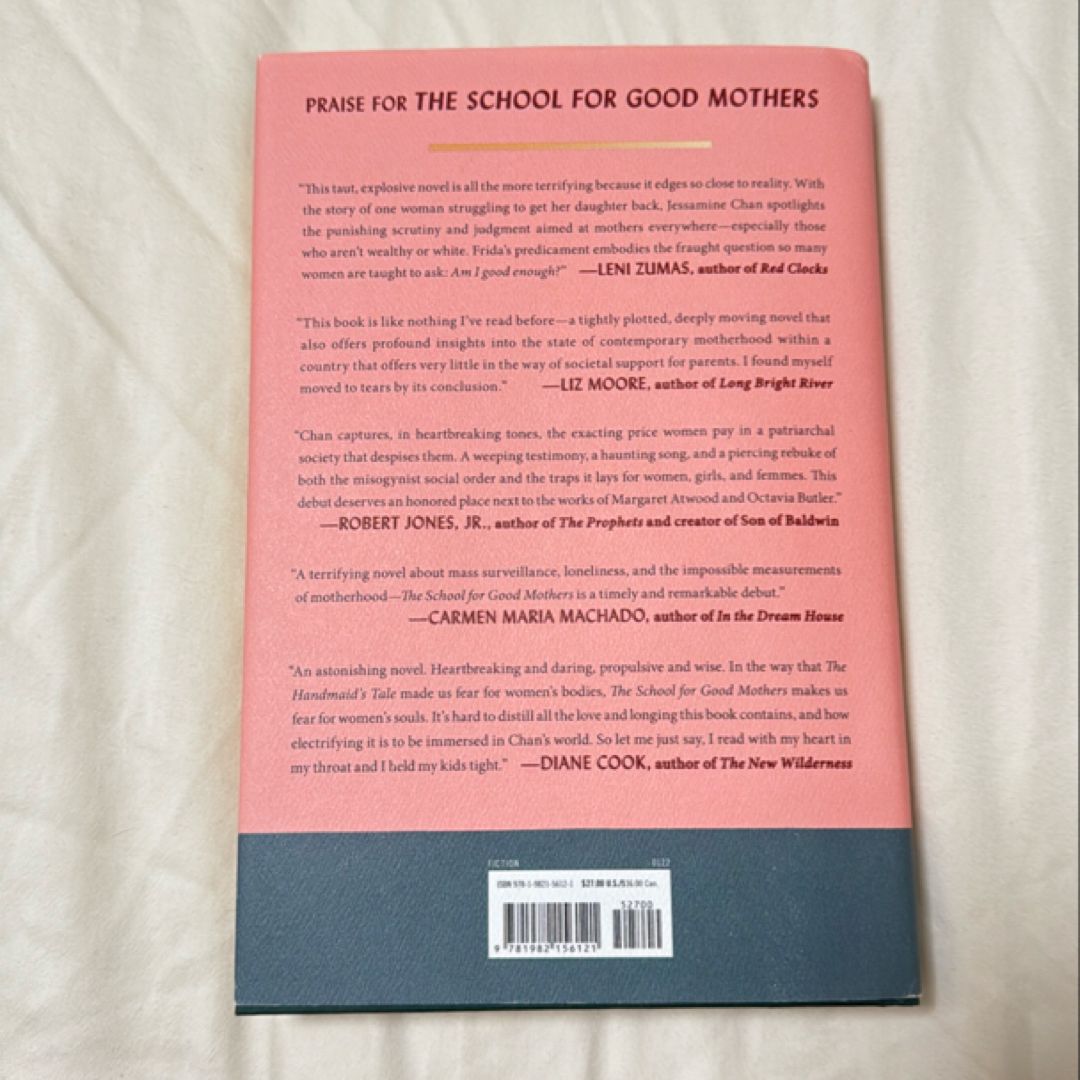 PRAISE FOR THE SCHOOL FOR GOOD MOTHERS
"This taut, explosive novel is all the more terrifying because it edges so close to reality. With
the story of one woman struggling to get her daughter back, Jessamine Chan spotlights
the punishing scrutiny and judgment aimed at mothers everywhere—especially those
who aren't wealthy or white. Frida's predicament embodies the fraught question so many
women are taught to ask: Am I good enough?" —LENI ZUMAS, author of Red Clocks
"This book is like nothing I've read before—a tightly plotted, deeply moving novel that
also offers profound insights into the state of contemporary motherhood within a
country that offers very little in the way of societal support for parents. I found myself
moved to tears by its conclusion." —LIZ MOORE, author of Long Bright River
"Chan captures, in heartbreaking tones, the exacting price women pay in a patriarchal
society that despises them. A weeping testimony, a haunting song, and a piercing rebuke of
both the misogynist social order and the traps it lays for women, girls, and femmes. This
debut deserves an honored place next to the works of Margaret Atwood and Octavia Butler."
—ROBERT JONES, JR., author of The Prophets and creator of Son of Baldwin
"A terrifying novel about mass surveillance, loneliness, and the impossible measurements
of motherhood—The School for Good Mothers is a timely and remarkable debut."
—CARMEN MARIA MACHADO, author of In the Dream House
"An astonishing novel. Heartbreaking and daring, propulsive and wise. In the way that The
Handmaid's Tale made us fear for women's bodies, The School for Good Mothers makes us
fear for women's souls. It's hard to distill all the love and longing this book contains, and how
electrifying it is to be immersed in Chan's world. So let me just say, I read with my heart in
my throat and I held my kids tight." —DIANE COOK, author of The New Wilderness
FICTION 0122
ISBN 978-1-9821-5612-1 $27.00 U.S./$36.00 Can.
52700
9 781982 156121